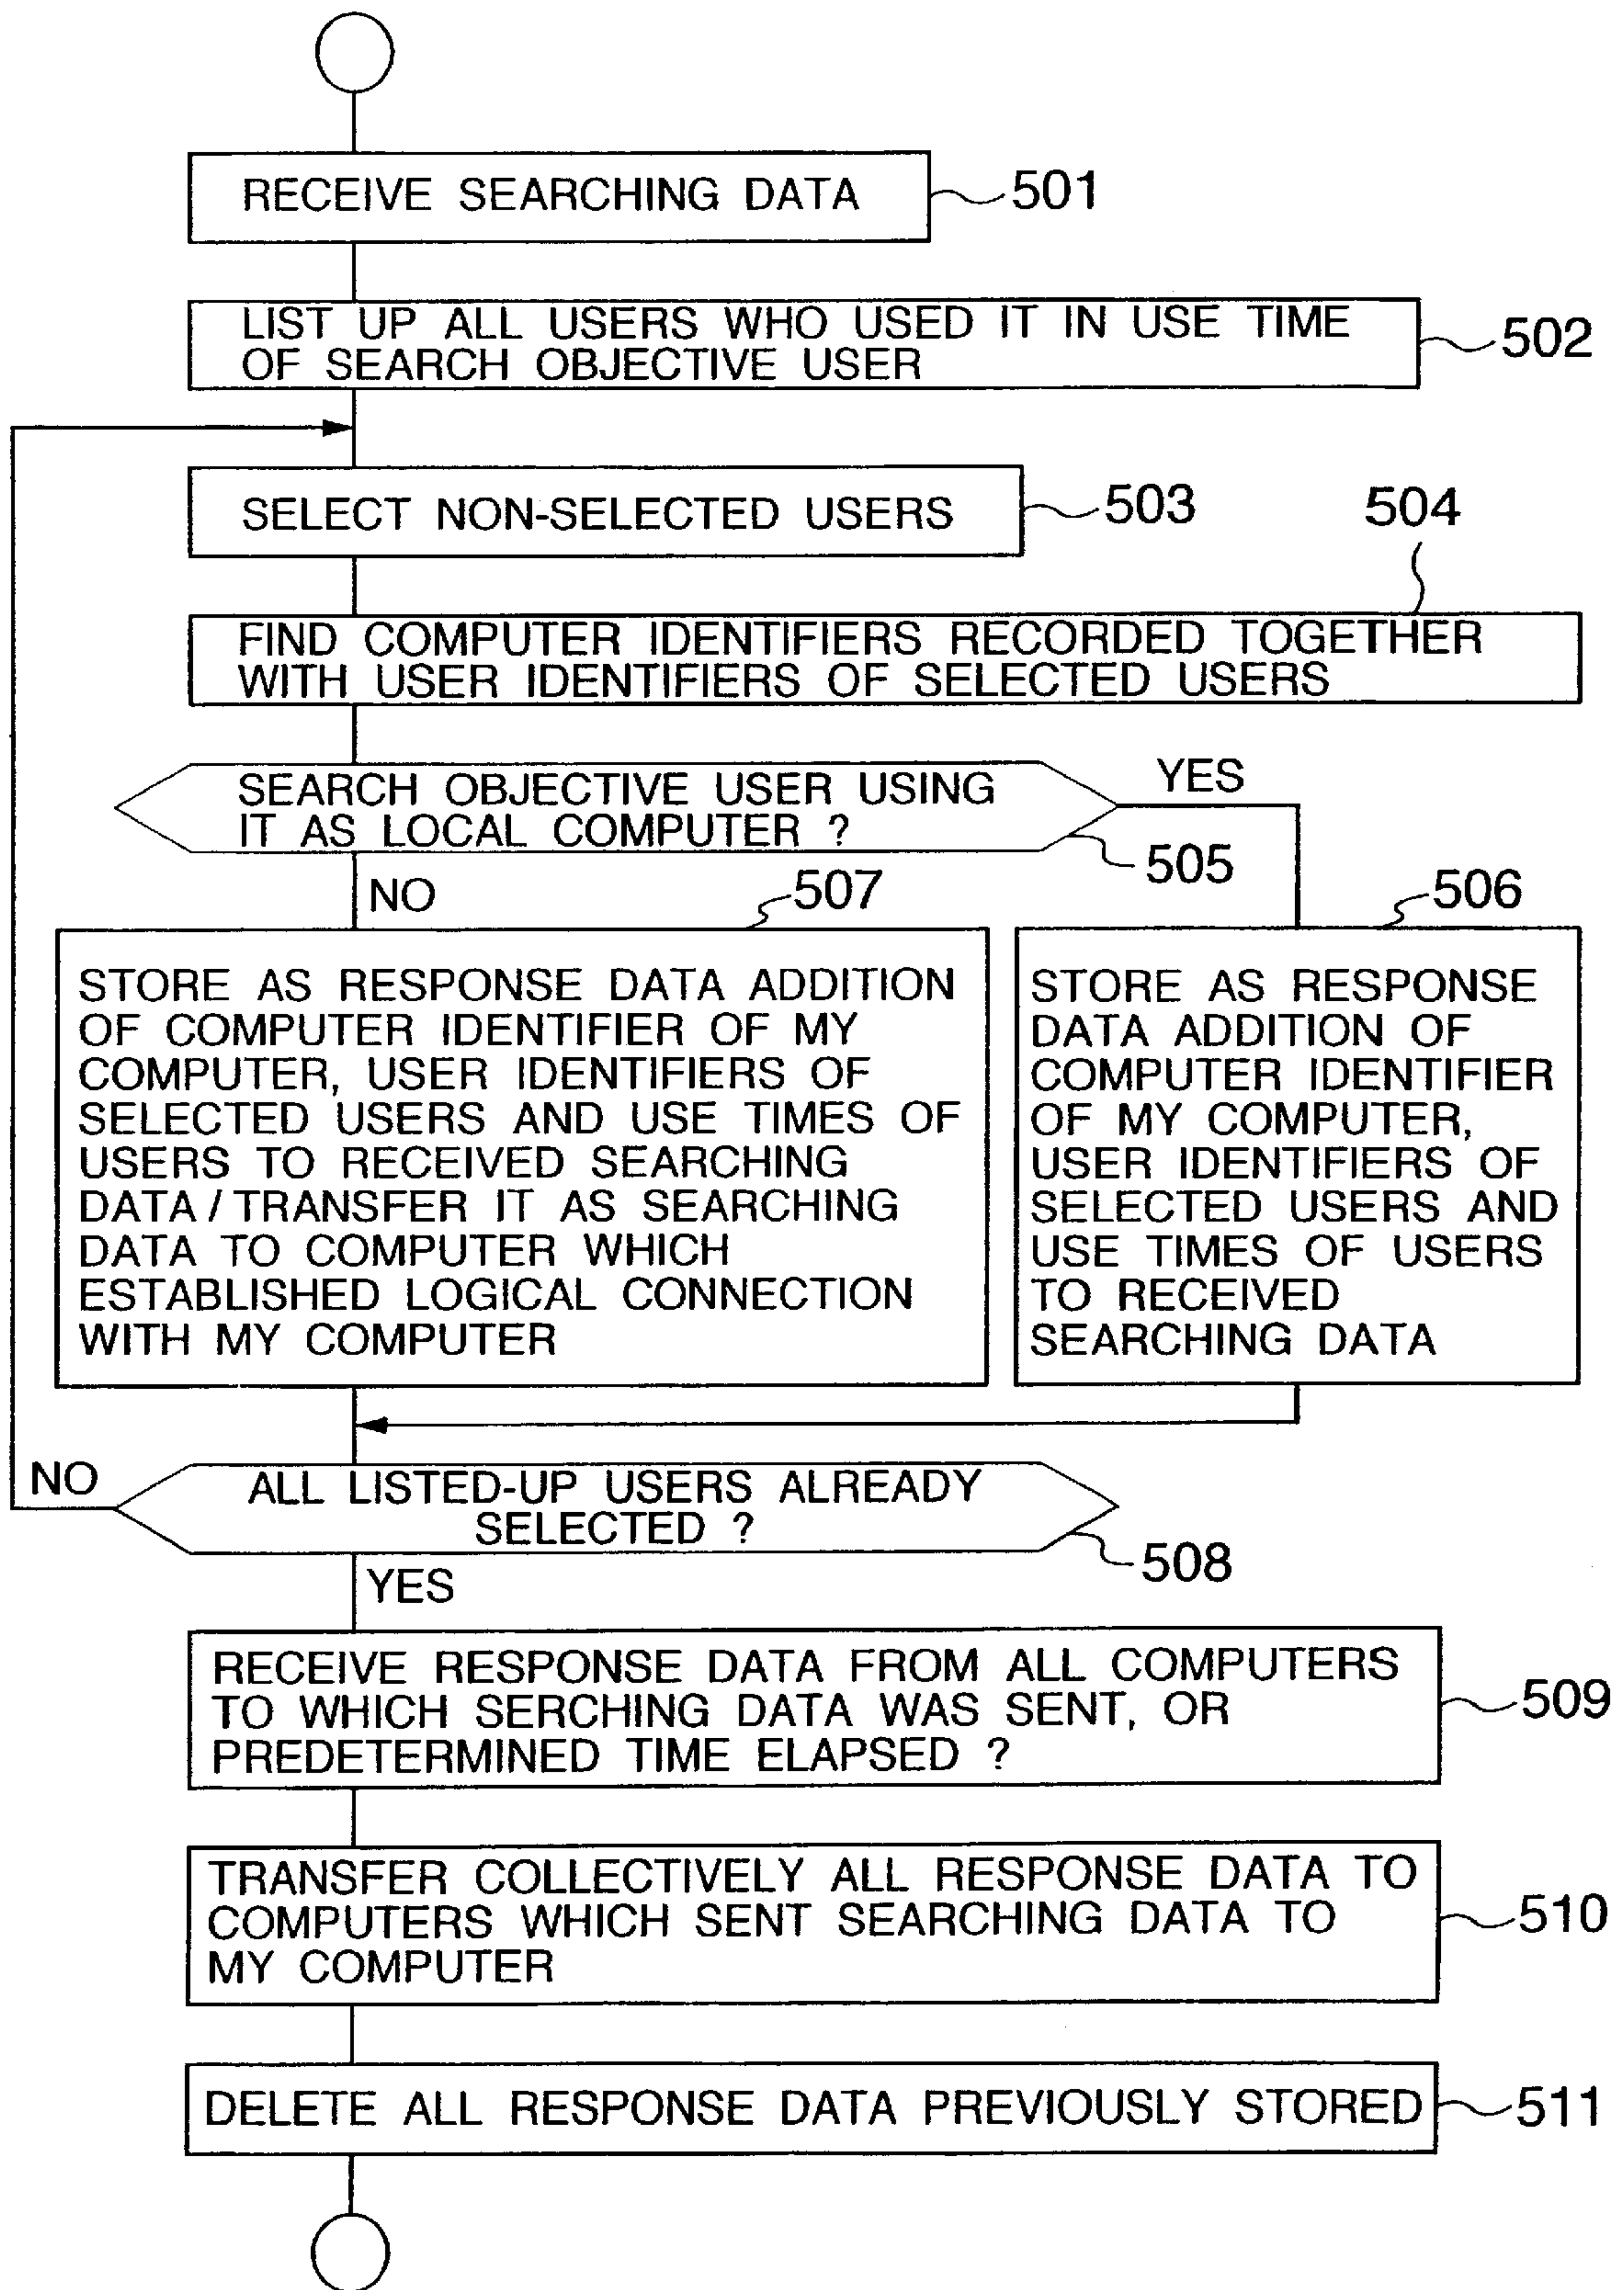 RECEIVE SEARCHING DATA
501
LIST UP ALL USERS WHO USED IT IN USE TIME
OF SEARCH OBJECTIVE USER
502
SELECT NON-SELECTED USERS
503
504
FIND COMPUTER IDENTIFIERS RECORDED TOGETHER
WITH USER IDENTIFIERS OF SELECTED USERS
SEARCH OBJECTIVE USER USING
IT AS LOCAL COMPUTER ?
YES
505
NO
507
506
STORE AS RESPONSE DATA ADDITION
OF COMPUTER IDENTIFIER OF MY
COMPUTER, USER IDENTIFIERS OF
SELECTED USERS AND USE TIMES OF
USERS TO RECEIVED SEARCHING
DATA / TRANSFER IT AS SEARCHING
DATA TO COMPUTER WHICH
ESTABLISHED LOGICAL CONNECTION
WITH MY COMPUTER
STORE AS RESPONSE
DATA ADDITION OF
COMPUTER IDENTIFIER
OF MY COMPUTER,
USER IDENTIFIERS OF
SELECTED USERS AND
USE TIMES OF USERS
TO RECEIVED
SEARCHING DATA
NO
ALL LISTED-UP USERS ALREADY
SELECTED ?
508
YES
RECEIVE RESPONSE DATA FROM ALL COMPUTERS
TO WHICH SERCHING DATA WAS SENT, OR
PREDETERMINED TIME ELAPSED ?
509
TRANSFER COLLECTIVELY ALL RESPONSE DATA TO
COMPUTERS WHICH SENT SEARCHING DATA TO
MY COMPUTER
510
DELETE ALL RESPONSE DATA PREVIOUSLY STORED
511